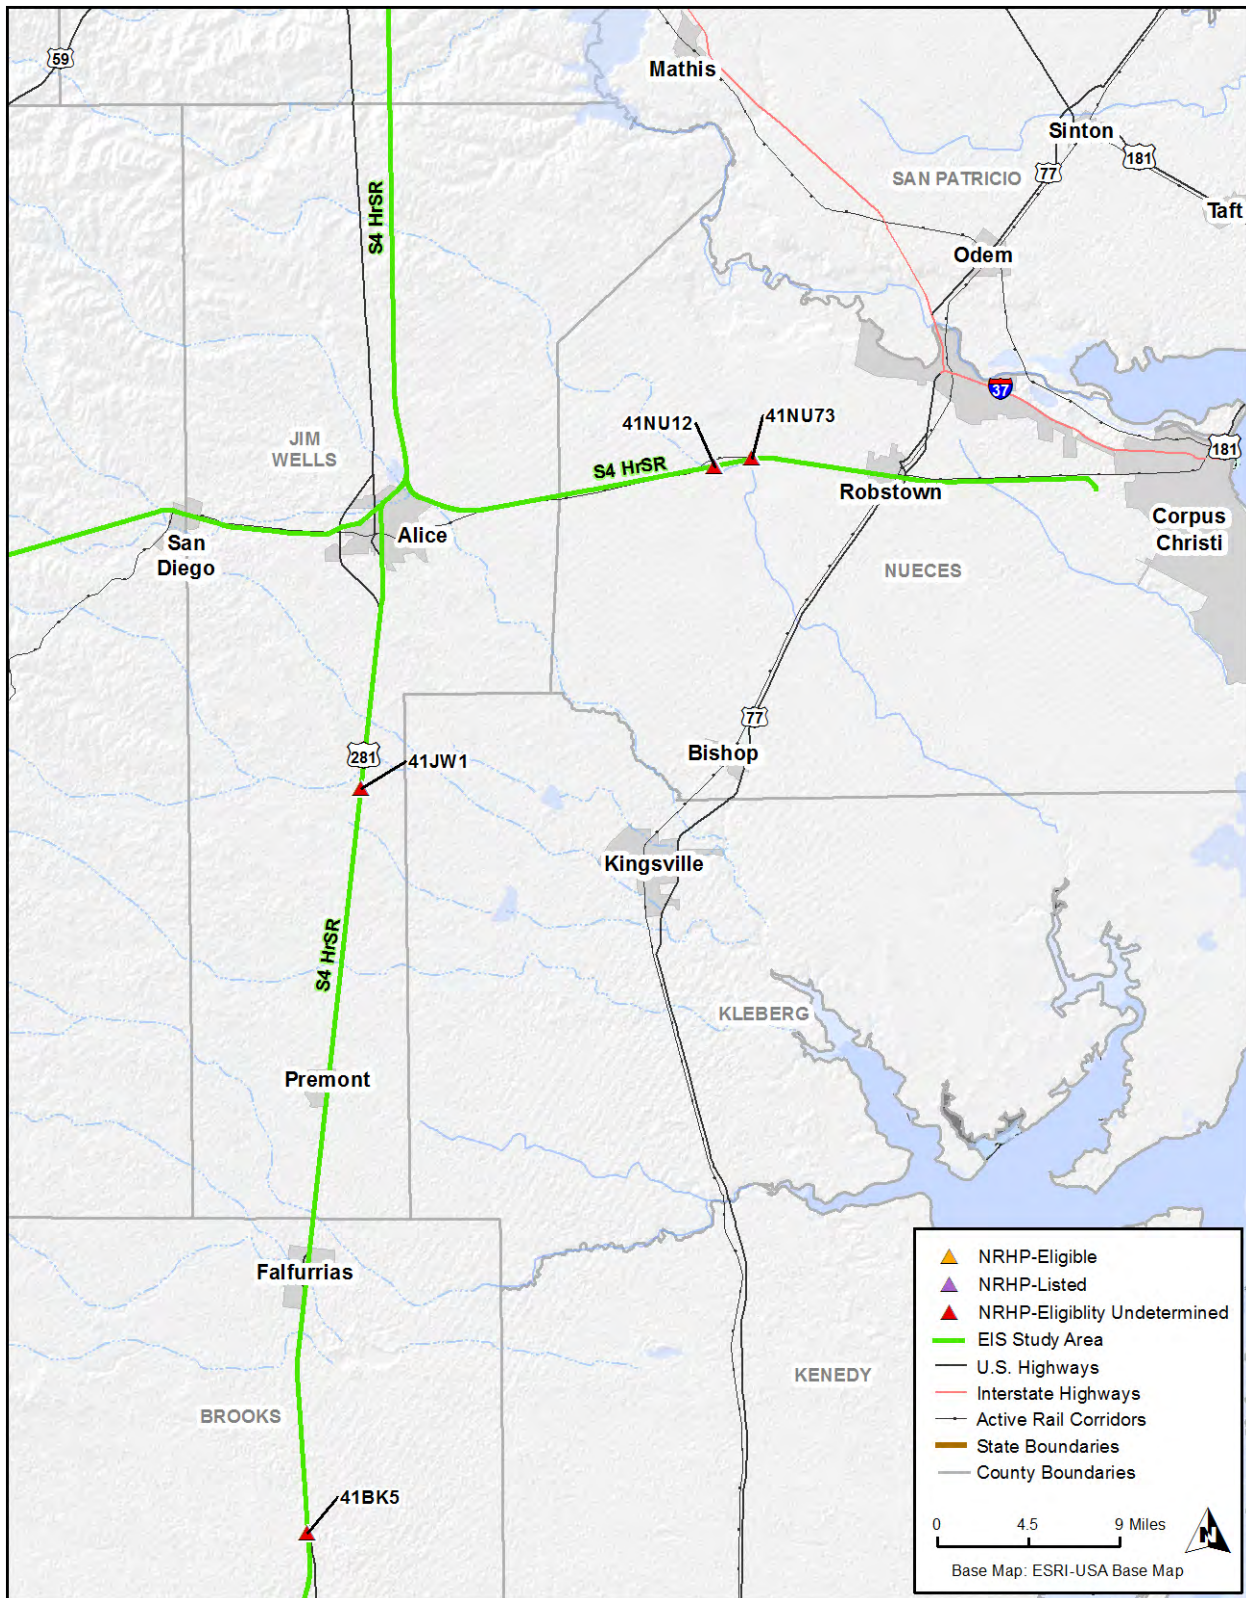 59
Mathis
Sinton
181
77
SAN PATRICIO
Taft
S4 HrSR
Odem
37
41NU12
41NU73
JIM
WELLS
181
S4 HrSR
Robstown
Corpus
Christi
Alice
San
Diego
NUECES
77
281
41JW1
Bishop
Kingsville
S4 HrSR
KLEBERG
Premont
Falfurrias
KENEDY
BROOKS
41BK5
NRHP-Eligible
NRHP-Listed
NRHP-Eligiblity Undetermined
EIS Study Area
U.S. Highways
Interstate Highways
Active Rail Corridors
State Boundaries
County Boundaries
0 4.5 9 Miles
N
Base Map: ESRI-USA Base Map